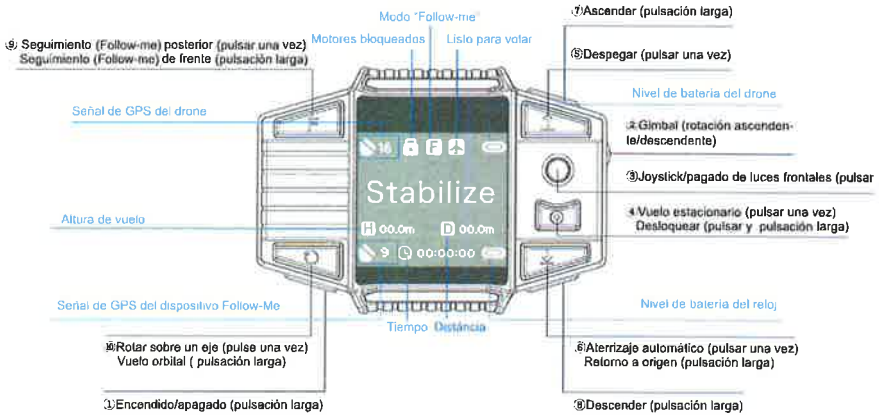 ⑦Ascender (pulsación larga)
Modo "Follow-me"
⑨ Seguimiento (Follow-me) posterior (pulsar una vez)
Seguimiento (Follow-me) de frente (pulsación larga)
Motores bloqueados
Listo para volar
⑤Despegar (pulsar una vez)
Señal de GPS del drone
Nivel de batería del drone
②Gimbal (rotación ascenden-
te/descendente)
16 F
③Joystick/pagado de luces frontales (pulsar
Stabilize
④Vuelo estacionario (pulsar una vez)
Desloquear (pulsar y pulsación larga)
Altura de vuelo
H 00.0m D 00.0m
9 00:00:00
Señal de GPS del dispositivo Follow-Me
Nivel de batería del reloj
Tiempo Distáncia
⑩Rotar sobre un eje (pulse una vez)
Vuelo orbital ( pulsación larga)
⑥Aterrizaje automático (pulsar una vez)
Retorno a origen (pulsación larga)
①Encendido/apagado (pulsación larga)
⑧Descender (pulsación larga)